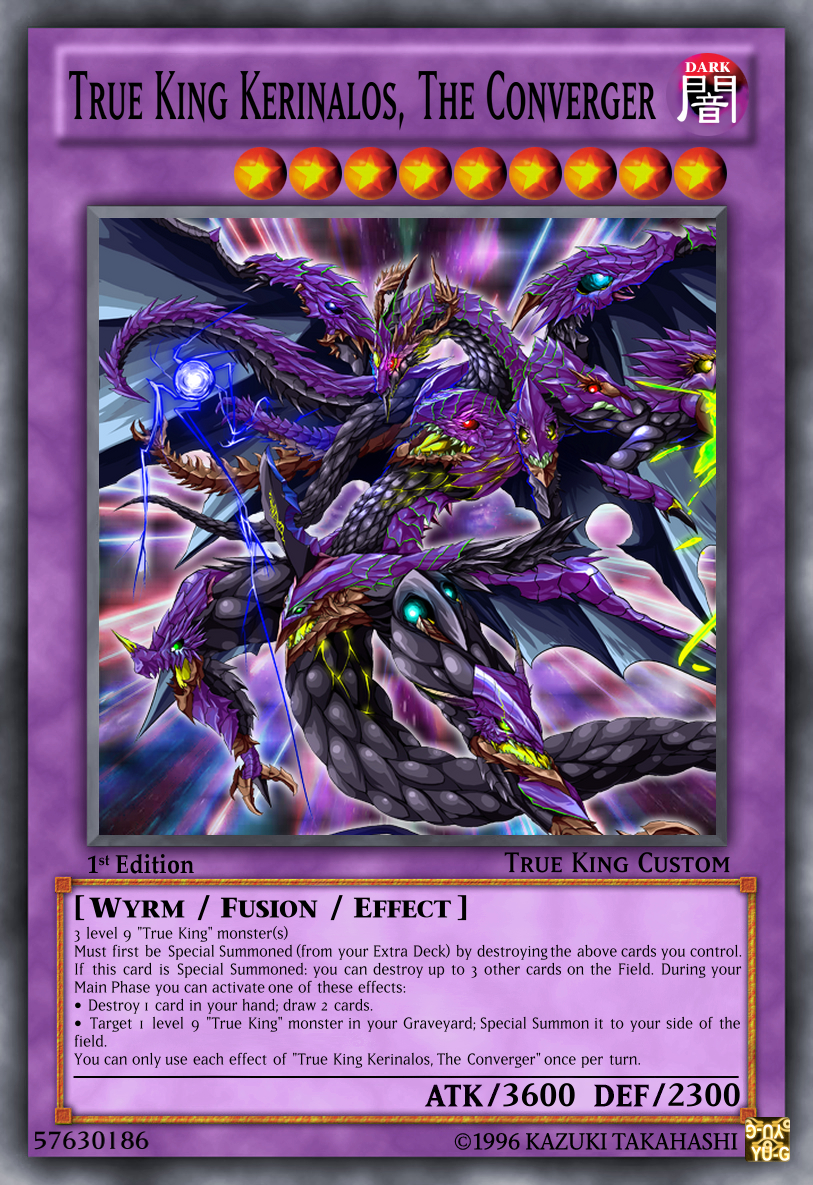 True King Kerinalos, The Converger
DARK
闇
1st Edition
True King Custom
[ Wyrm / Fusion / Effect ]
3 level 9 "True King" monster(s)
Must first be Special Summoned (from your Extra Deck) by destroying the above cards you control.
If this card is Special Summoned: you can destroy up to 3 other cards on the Field. During your
Main Phase you can activate one of these effects:
• Destroy 1 card in your hand; draw 2 cards.
• Target 1 level 9 "True King" monster in your Graveyard; Special Summon it to your side of the
field.
You can only use each effect of "True King Kerinalos, The Converger" once per turn.
ATK/3600 DEF/2300
57630186
©1996 KAZUKI TAKAHASHI